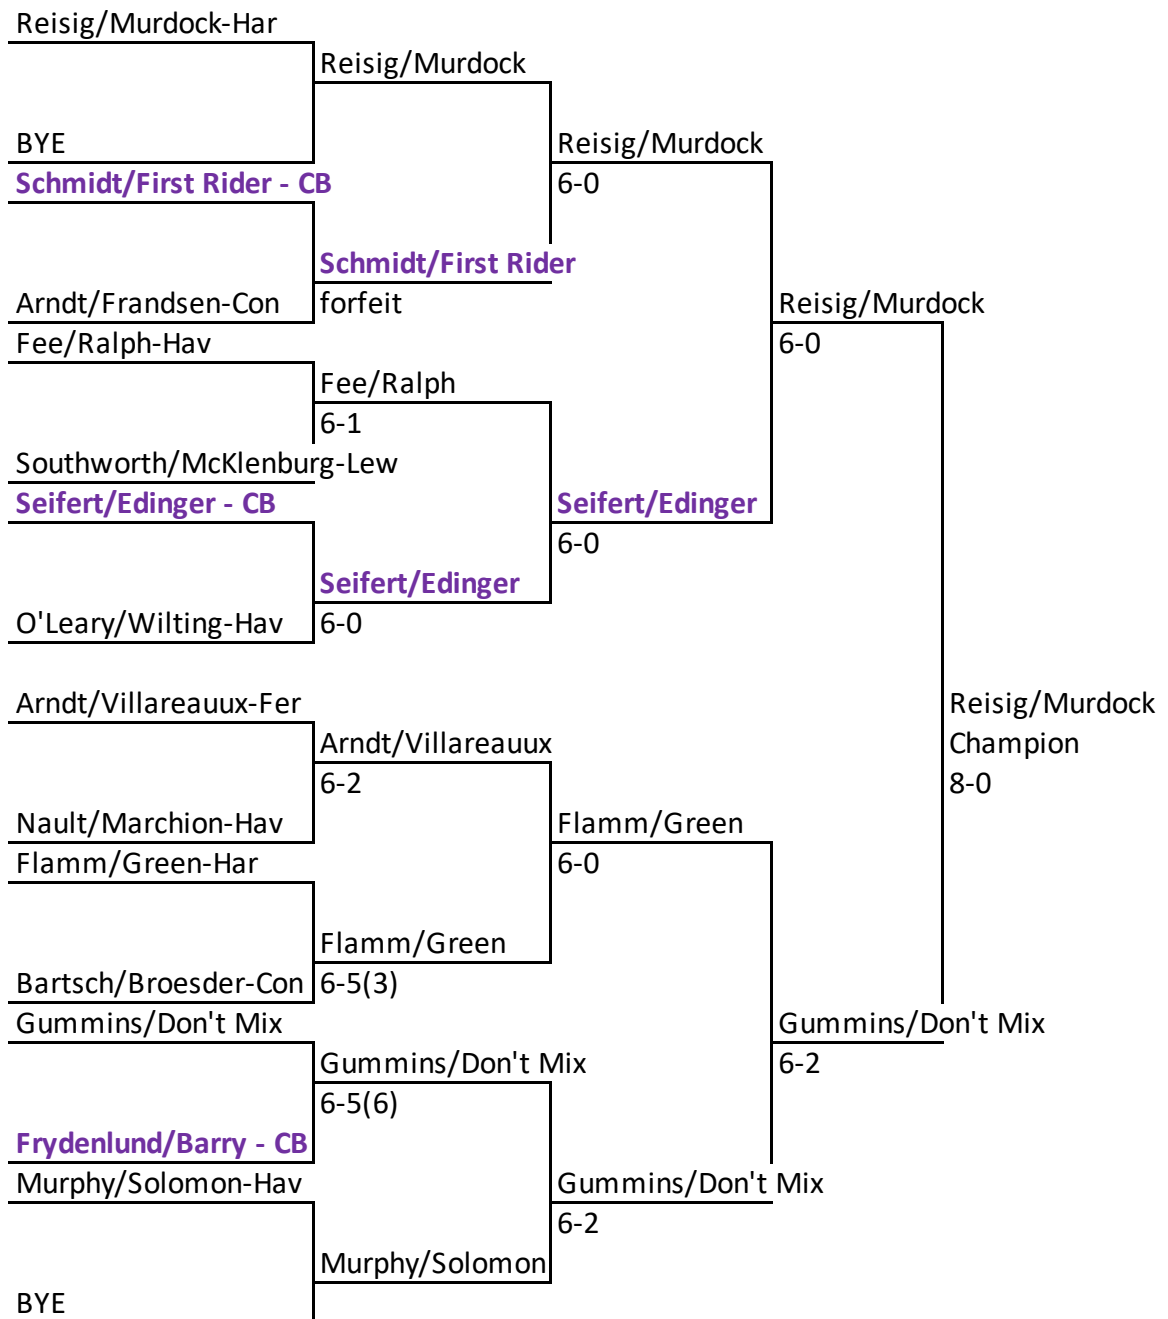 Reisig/Murdock-Har
Reisig/Murdock
BYE
Reisig/Murdock
Schmidt/First Rider - CB
6-0
Schmidt/First Rider
Arndt/Frandsen-Con
forfeit
Reisig/Murdock
Fee/Ralph-Hav
6-0
Fee/Ralph
6-1
Southworth/McKlenburg-Lew
Seifert/Edinger - CB
Seifert/Edinger
6-0
Seifert/Edinger
O'Leary/Wilting-Hav
6-0
Arndt/Villareauux-Fer
Reisig/Murdock
Arndt/Villareauux
Champion
6-2
8-0
Nault/Marchion-Hav
Flamm/Green
Flamm/Green-Har
6-0
Flamm/Green
Bartsch/Broesder-Con
6-5(3)
Gummins/Don't Mix
Gummins/Don't Mix
Gummins/Don't Mix
6-2
6-5(6)
Frydenlund/Barry - CB
Murphy/Solomon-Hav
Gummins/Don't Mix
6-2
Murphy/Solomon
BYE